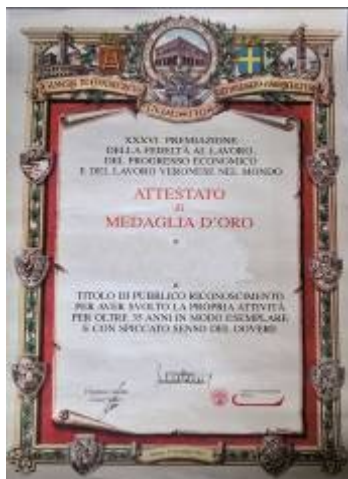 XXXVI PREMIAZIONE
DELLA FEDELTÀ AL LAVORO,
DEL PROGRESSO ECONOMICO
E DEL LAVORO VERONESE NEL MONDO
ATTESTATO
di
MEDAGLIA D'ORO
TITOLO DI PUBBLICO RICONOSCIMENTO
PER AVER SVOLTO LA PROPRIA ATTIVITÀ
PER OLTRE 35 ANNI IN MODO ESEMPLARE
E CON SPICCATO SENSO DEL DOVERE